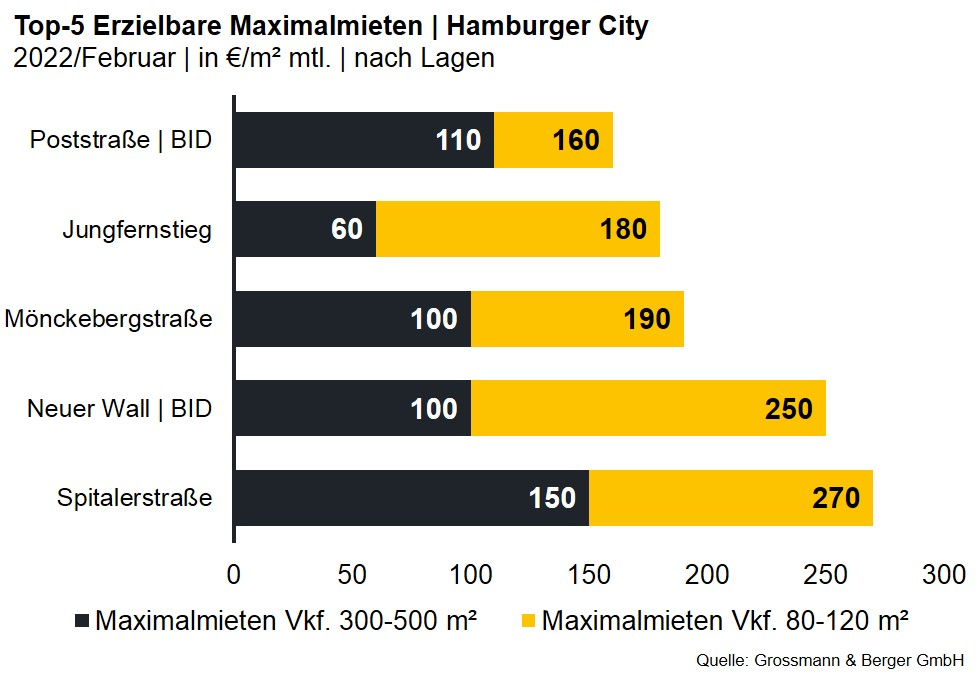 Top-5 Erzielbare Maximalmieten | Hamburger City
2022/Februar | in €/m² mtl. | nach Lagen
Poststraße | BID 110 160
Jungfernstieg 60 180
Mönckebergstraße 100 190
Neuer Wall | BID 100 250
Spitalerstraße 150 270
0 50 100 150 200 250 300
Maximalmieten Vkf. 300-500 m² Maximalmieten Vkf. 80-120 m²
Quelle: Grossmann & Berger GmbH